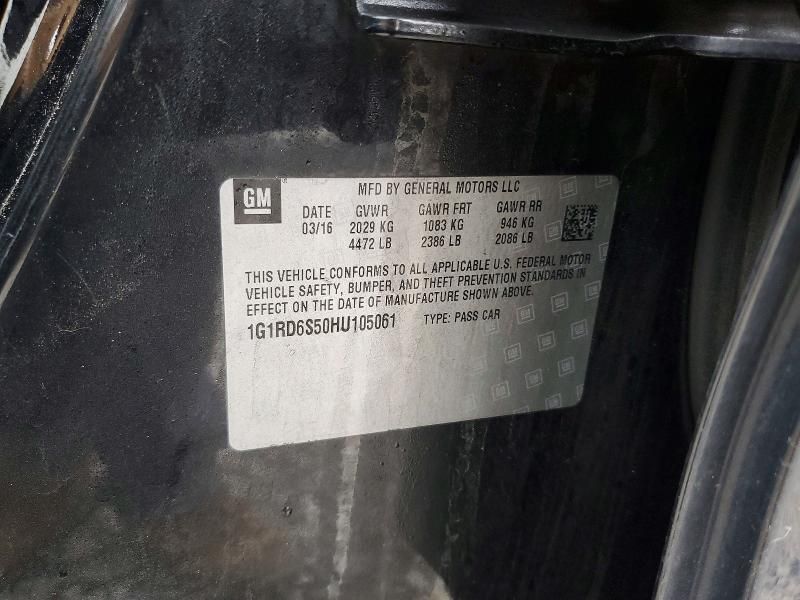 GM
MFD BY GENERAL MOTORS LLC
DATE GVWR GAWR FRT GAWR RR
03/16 2029 KG 1083 KG 946 KG
4472 LB 2386 LB 2086 LB
THIS VEHICLE CONFORMS TO ALL APPLICABLE U.S. FEDERAL MOTOR
VEHICLE SAFETY, BUMPER, AND THEFT PREVENTION STANDARDS IN
EFFECT ON THE DATE OF MANUFACTURE SHOWN ABOVE.
1G1RD6S50HU105061 TYPE: PASS CAR